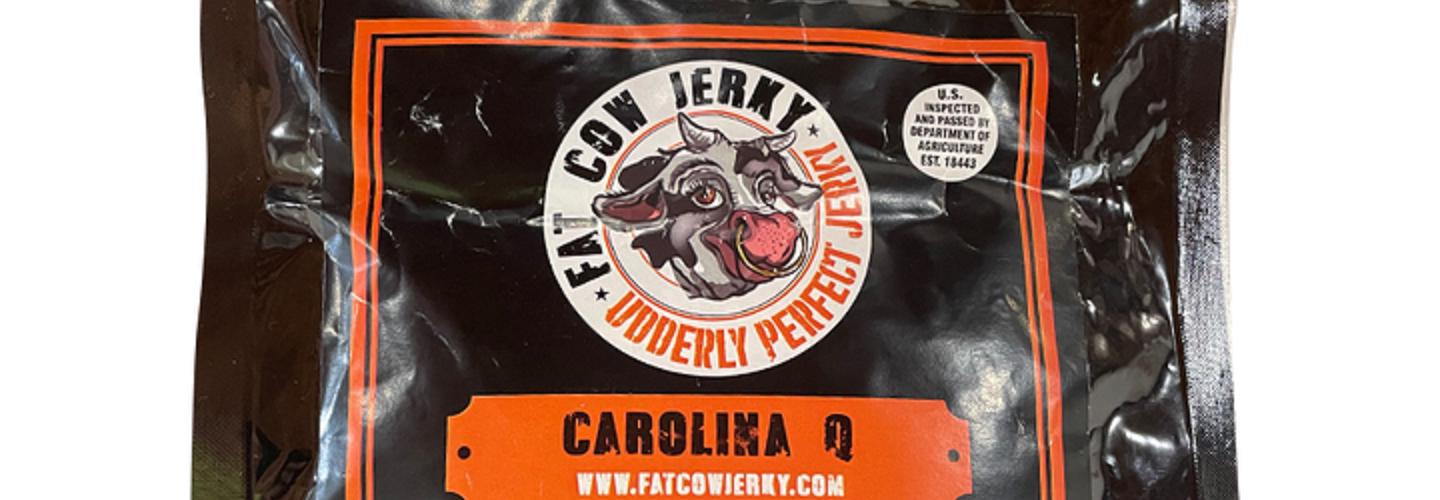 FAT COW JERKY
UDDERLY PERFECT JERKY
U.S.
INSPECTED
AND PASSED BY
DEPARTMENT OF
AGRICULTURE
EST. 18443
CAROLINA Q
WWW.FATCOWJERKY.COM